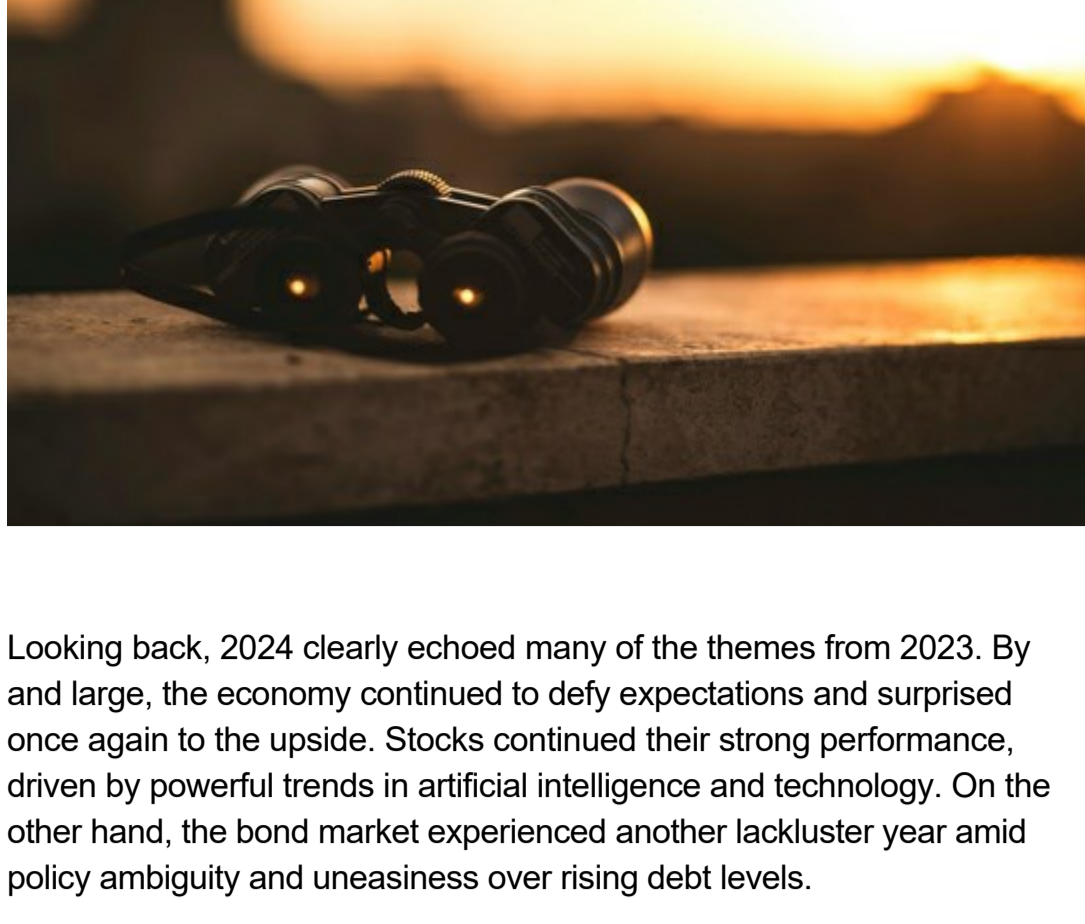 Looking back, 2024 clearly echoed many of the themes from 2023. By
and large, the economy continued to defy expectations and surprised
once again to the upside. Stocks continued their strong performance,
driven by powerful trends in artificial intelligence and technology. On the
other hand, the bond market experienced another lackluster year amid
policy ambiguity and uneasiness over rising debt levels.